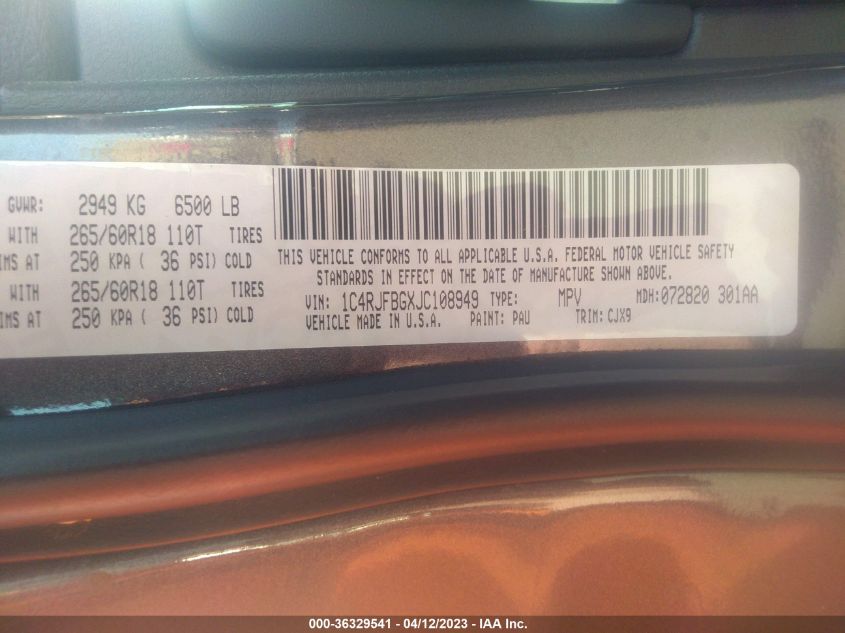 GVWR: 2949 KG 6500 LB
WITH 265/60R18 110T TIRES
IMS AT 250 KPA ( 36 PSI) COLD
WITH 265/60R18 110T TIRES
IMS AT 250 KPA ( 36 PSI) COLD
THIS VEHICLE CONFORMS TO ALL APPLICABLE U.S.A. FEDERAL MOTOR VEHICLE SAFETY
STANDARDS IN EFFECT ON THE DATE OF MANUFACTURE SHOWN ABOVE.
VIN: 1C4RJFBGXJC108949 TYPE: MPV MDH:072820 301AA
VEHICLE MADE IN U.S.A. PAINT: PAU TRIM: CJX9
000-36329541 - 04/12/2023 - IAA Inc.